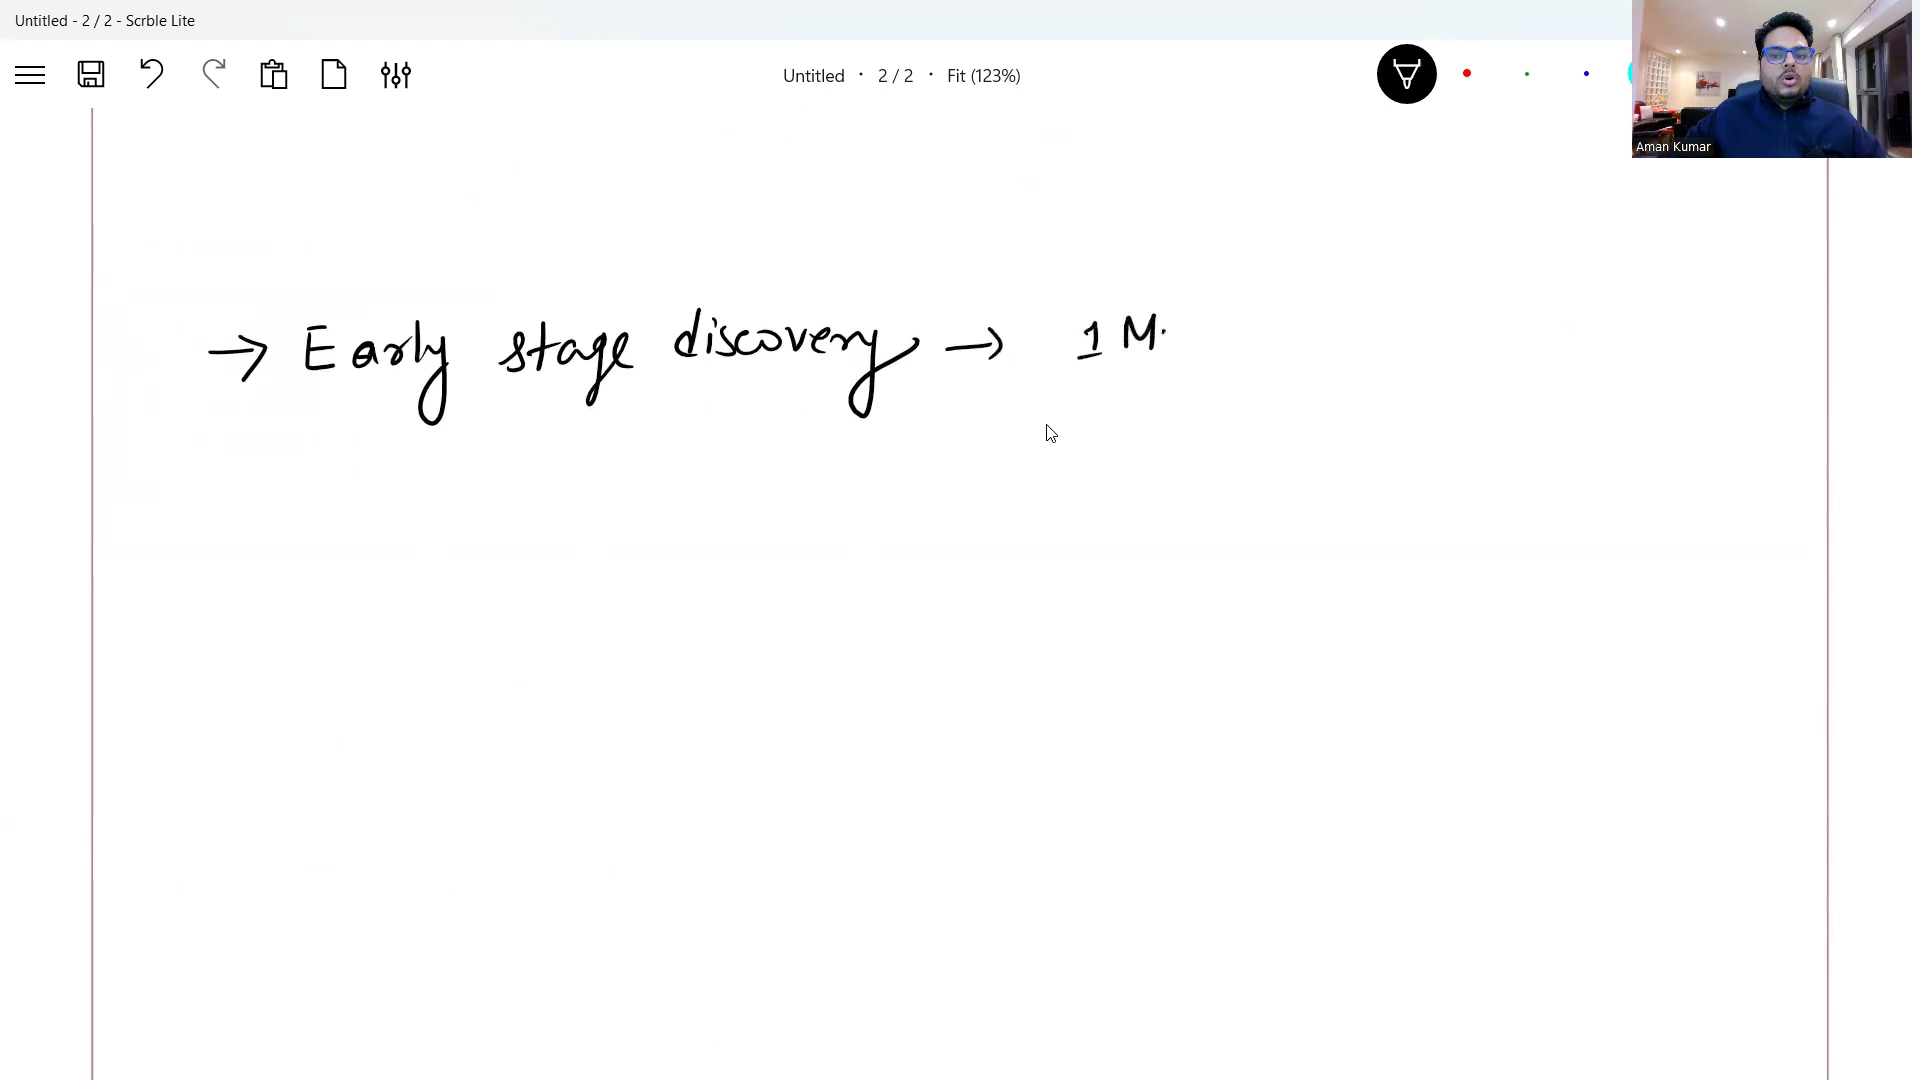 Untitled - 2 / 2 - Scrble Lite
Untitled · 2 / 2 · Fit (123%)
Aman Kumar
→ Early stage discovery → 1 M.